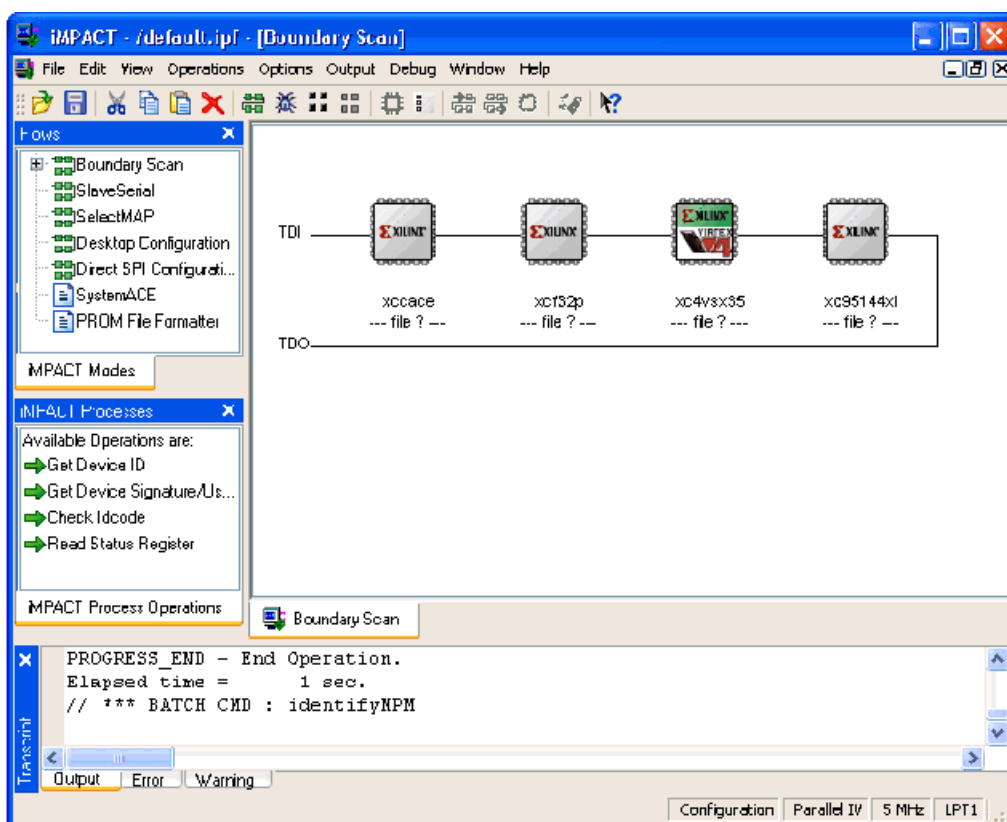 iMPACT - /default.ipf - [Boundary Scan]
File Edit View Operations Options Output Debug Window Help
Flows
Boundary Scan
SlaveSerial
SelectMAP
Desktop Configuration
Direct SPI Configurati...
SystemACE
PROM File Formatter
iMPACT Modes
iMPACT Processes
Available Operations are:
Get Device ID
Get Device Signature/Us...
Check Idcode
Read Status Register
iMPACT Process Operations
TDI
XILINX
XILINX
XILINX
VIRTEX
4
XILINX
xccace
--- file ? ---
xcf32p
--- file ? ---
xc4vsx35
--- file ? ---
xc95144xl
--- file ? ---
TDO
Boundary Scan
PROGRESS_END - End Operation.
Elapsed time = 1 sec.
// *** BATCH CMD : identifyMPM
Transcript
Output Error Warning
Configuration Parallel IV 5 MHz LPT1